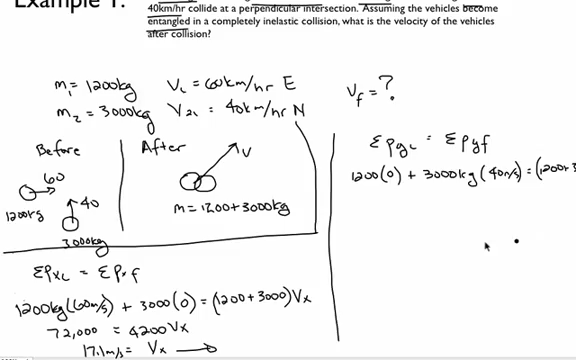 Example 1:
40km/hr collide at a perpendicular intersection. Assuming the vehicles become
entangled in a completely inelastic collision, what is the velocity of the vehicles
after collision?
m₁ = 1200kg V₁ᵢ = 60km/hr E
m₂ = 3000kg V₂ᵢ = 40km/hr N
Vf = ?
Before
After
60
1200kg
40
3000kg
V
m = 1200 + 3000kg
Σpxᵢ = Σpxf
1200kg(60m/s) + 3000(0) = (1200+3000)Vx
72,000 = 4200Vx
17.1m/s = Vx
Σpyᵢ = Σpyf
1200(0) + 3000kg(40m/s) = (1200+3